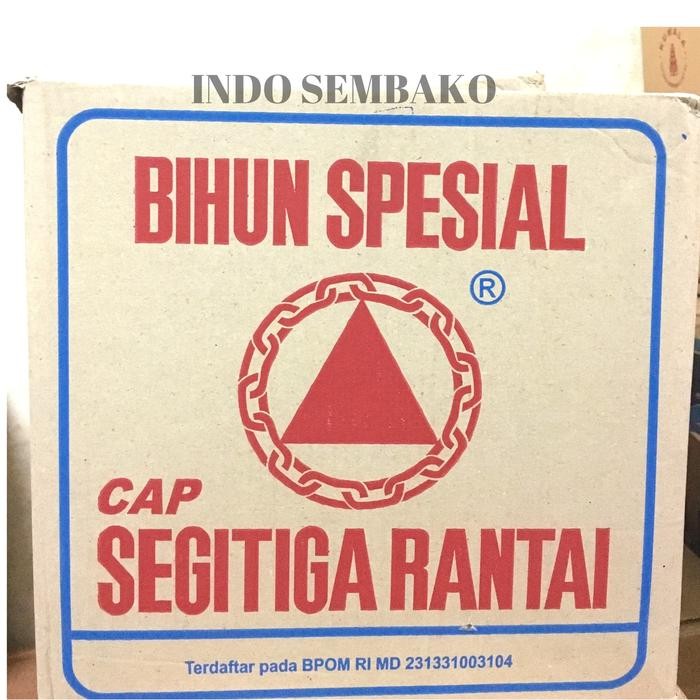 INDO SEMBAKO
BIHUN SPESIAL
®
CAP
SEGITIGA RANTAI
Terdaftar pada BPOM RI MD 231331003104